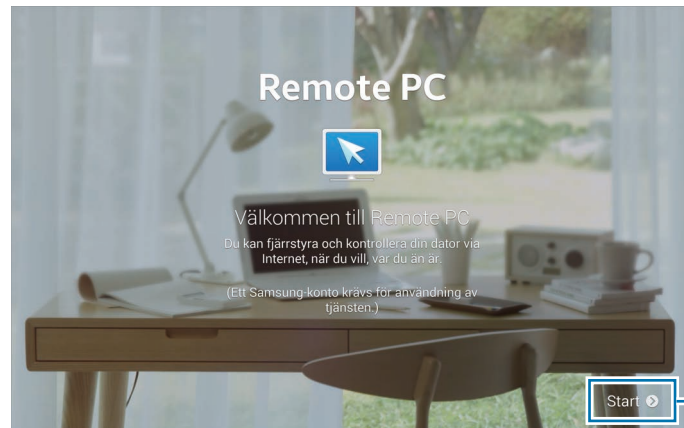 Remote PC
Välkommen till Remote PC
Du kan fjärrstyra och kontrollera din dator via
Internet, när du vill, var du än är.
(Ett Samsung-konto krävs för användning av
tjänsten.)
Start